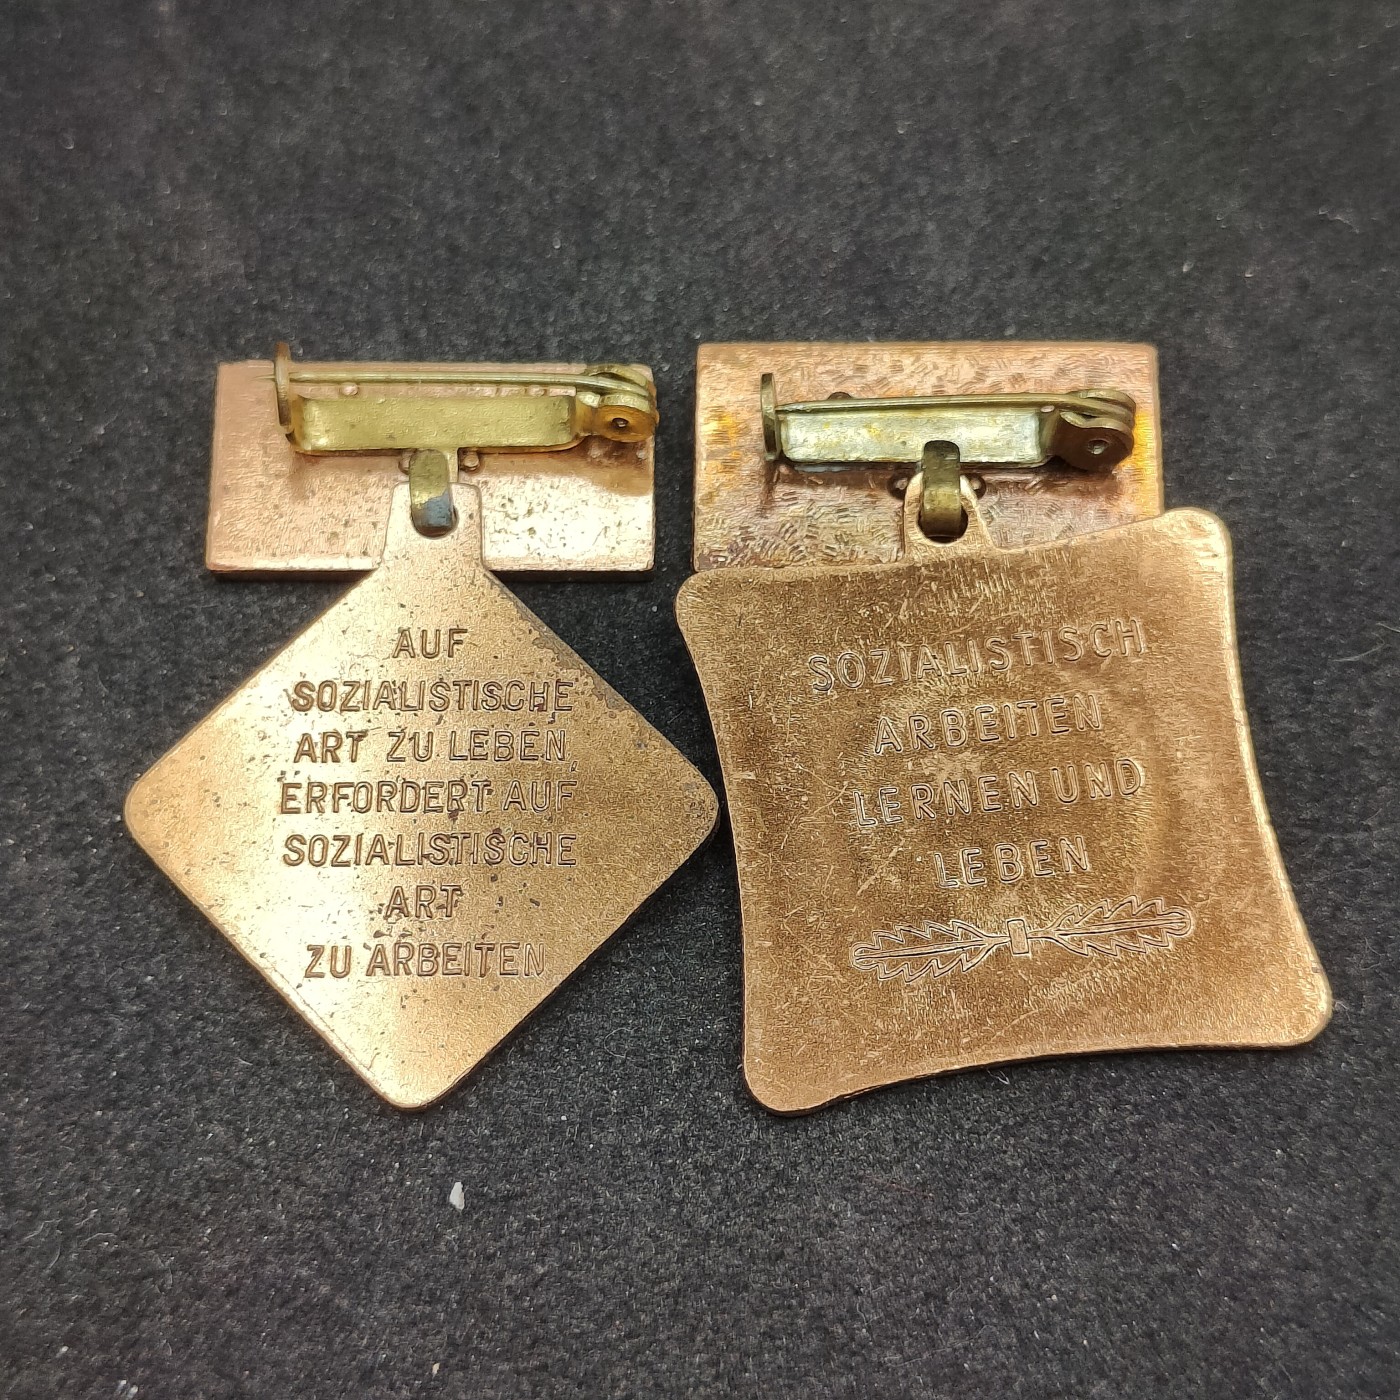 AUF
SOZIALISTISCHE
ART ZU LEBEN,
ERFORDERT AUF
SOZIALISTISCHE
ART
ZU ARBEITEN
SOZIALISTISCH
ARBEITEN
LERNEN UND
LEBEN